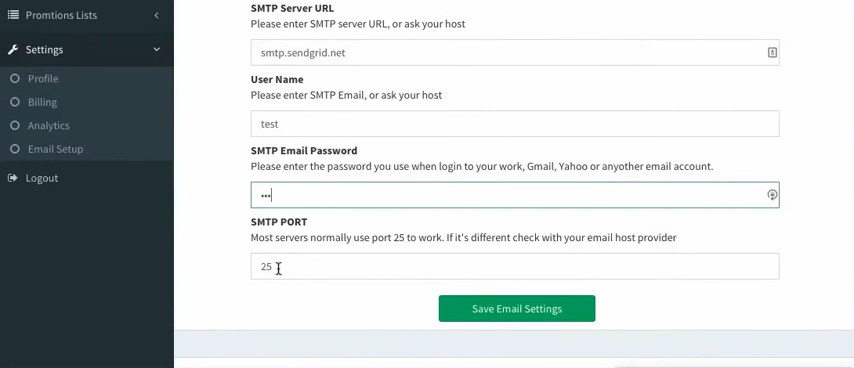 Promtions Lists
Settings
Profile
Billing
Analytics
Email Setup
Logout
SMTP Server URL
Please enter SMTP server URL, or ask your host
smtp.sendgrid.net
User Name
Please enter SMTP Email, or ask your host
test
SMTP Email Password
Please enter the password you use when login to your work, Gmail, Yahoo or anyother email account.
•••
SMTP PORT
Most servers normally use port 25 to work. If it's different check with your email host provider
25
Save Email Settings